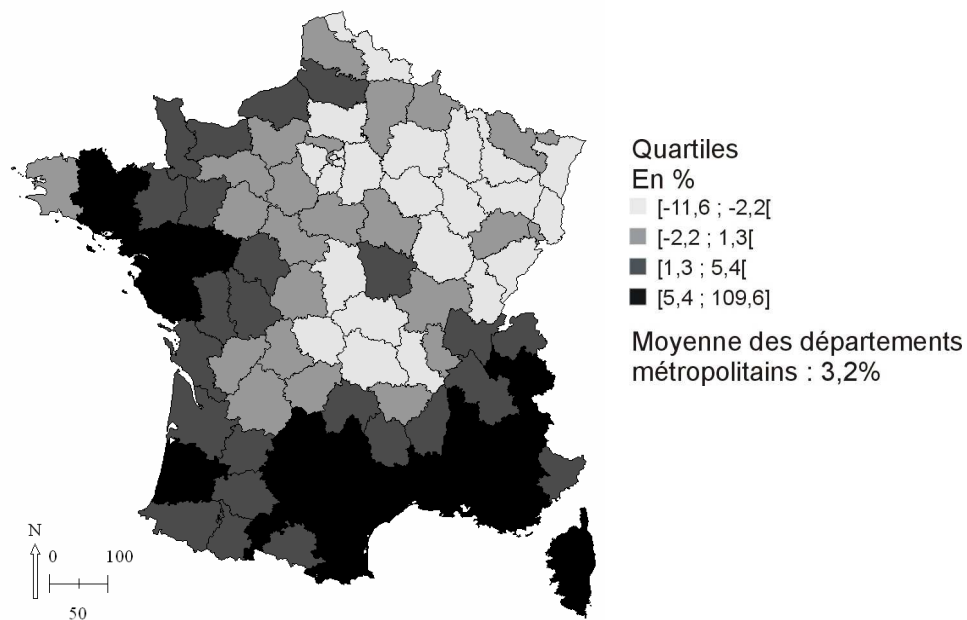 Quartiles
En %
[-11,6 ; -2,2[
[-2,2 ; 1,3[
[1,3 ; 5,4[
[5,4 ; 109,6]
Moyenne des départements
métropolitains : 3,2%
N
0 100
50